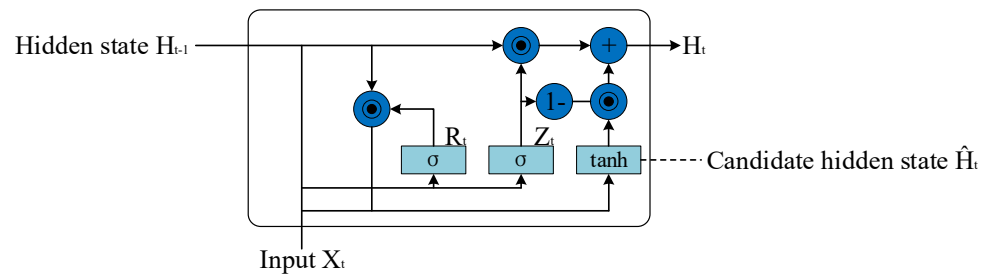 Hidden state Hₜ₋₁
+
Hₜ
1-
Rₜ
Zₜ
σ
σ
tanh
Candidate hidden state Ĥₜ
Input Xₜ